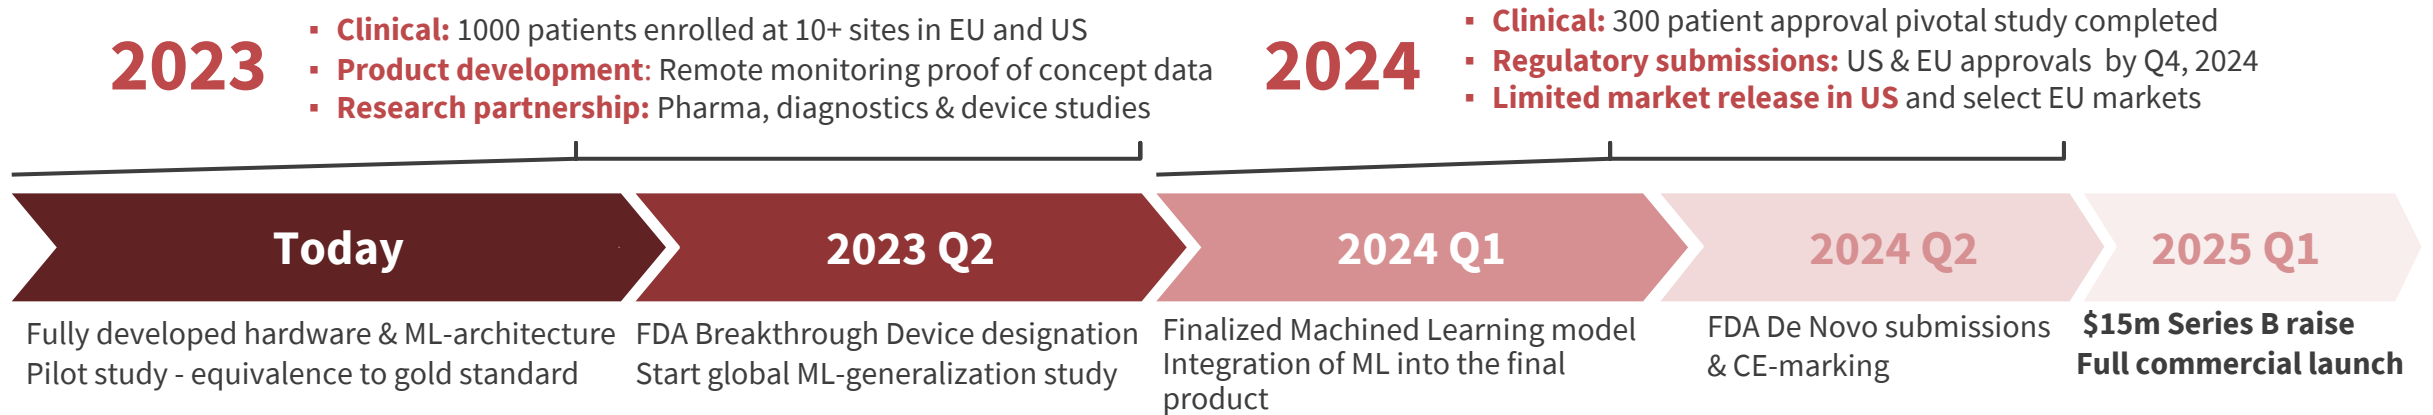 2023
▪ Clinical: 1000 patients enrolled at 10+ sites in EU and US
▪ Product development: Remote monitoring proof of concept data
▪ Research partnership: Pharma, diagnostics & device studies
2024
▪ Clinical: 300 patient approval pivotal study completed
▪ Regulatory submissions: US & EU approvals by Q4, 2024
▪ Limited market release in US and select EU markets
Today
Fully developed hardware & ML-architecture
Pilot study - equivalence to gold standard
2023 Q2
FDA Breakthrough Device designation
Start global ML-generalization study
2024 Q1
Finalized Machined Learning model
Integration of ML into the final
product
2024 Q2
FDA De Novo submissions
& CE-marking
2025 Q1
$15m Series B raise
Full commercial launch